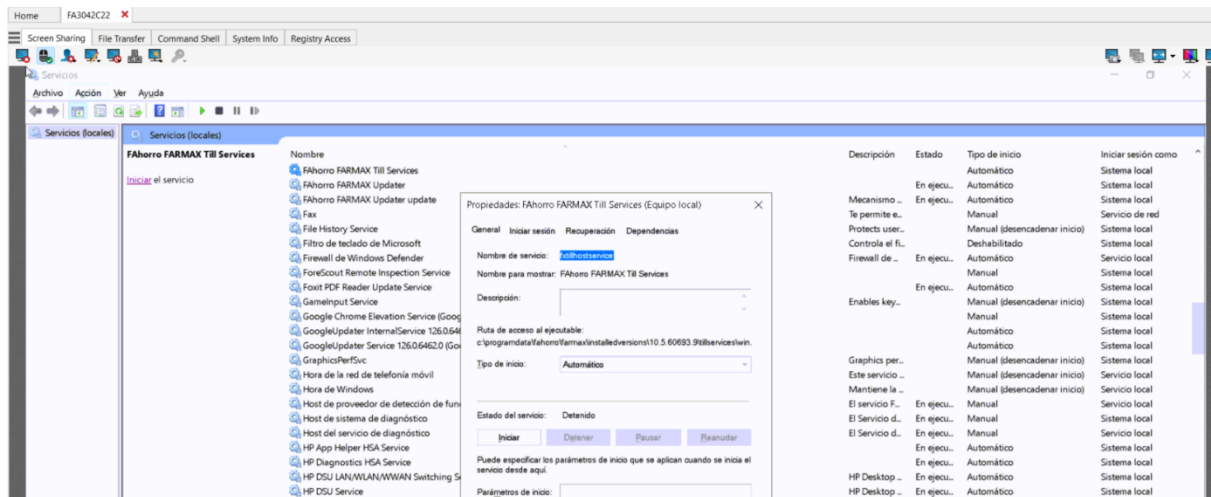 Home FA3042C22
Screen Sharing File Transfer Command Shell System Info Registry Access
Servicios
Archivo Acción Ver Ayuda
Servicios (locales)
Servicios (locales)
FAhorro FARMAX Till Services
Iniciar el servicio
Nombre Descripción Estado Tipo de inicio Iniciar sesión como
FAhorro FARMAX Till Services Automático Sistema local
FAhorro FARMAX Updater En ejecu... Automático Sistema local
FAhorro FARMAX Updater update Mecanismo ... En ejecu... Automático Sistema local
Fax Te permite e... Manual Servicio de red
File History Service Protects user... Manual (desencadenar inicio) Sistema local
Filtro de teclado de Microsoft Controla el fi... Deshabilitado Sistema local
Firewall de Windows Defender Firewall de ... En ejecu... Automático Servicio local
ForeScout Remote Inspection Service Manual Sistema local
Foxit PDF Reader Update Service En ejecu... Automático Sistema local
GameInput Service Enables key... Manual (desencadenar inicio) Sistema local
Google Chrome Elevation Service (Goog Manual Sistema local
GoogleUpdater InternalService 126.0.646 Automático Sistema local
GoogleUpdater Service 126.0.6462.0 (Go Automático Sistema local
GraphicsPerfSvc Graphics per... Manual (desencadenar inicio) Sistema local
Hora de la red de telefonía móvil Este servicio ... Manual (desencadenar inicio) Servicio local
Hora de Windows Mantiene la ... Manual (desencadenar inicio) Servicio local
Host de proveedor de detección de fun El servicio F... En ejecu... Manual Servicio local
Host de sistema de diagnóstico El Servicio d... En ejecu... Manual Sistema local
Host del servicio de diagnóstico El Servicio d... En ejecu... Manual Servicio local
HP App Helper HSA Service En ejecu... Automático Sistema local
HP Diagnostics HSA Service En ejecu... Automático Sistema local
HP DSU LAN/WLAN/WWAN Switching S HP Desktop ... En ejecu... Automático Sistema local
HP DSU Service HP Desktop ... En ejecu... Automático Sistema local
Propiedades: FAhorro FARMAX Till Services (Equipo local)
General Iniciar sesión Recuperación Dependencias
Nombre de servicio: fxtillhostservice
Nombre para mostrar: FAhorro FARMAX Till Services
Descripción:
Ruta de acceso al ejecutable:
c:\programdata\fahorro\farmax\installedversions\10.5.60693.9\tillservices\win.
Tipo de inicio: Automático
Estado del servicio: Detenido
Iniciar Detener Pausar Reanudar
Puede especificar los parámetros de inicio que se aplican cuando se inicia el
servicio desde aquí.
Parámetros de inicio: